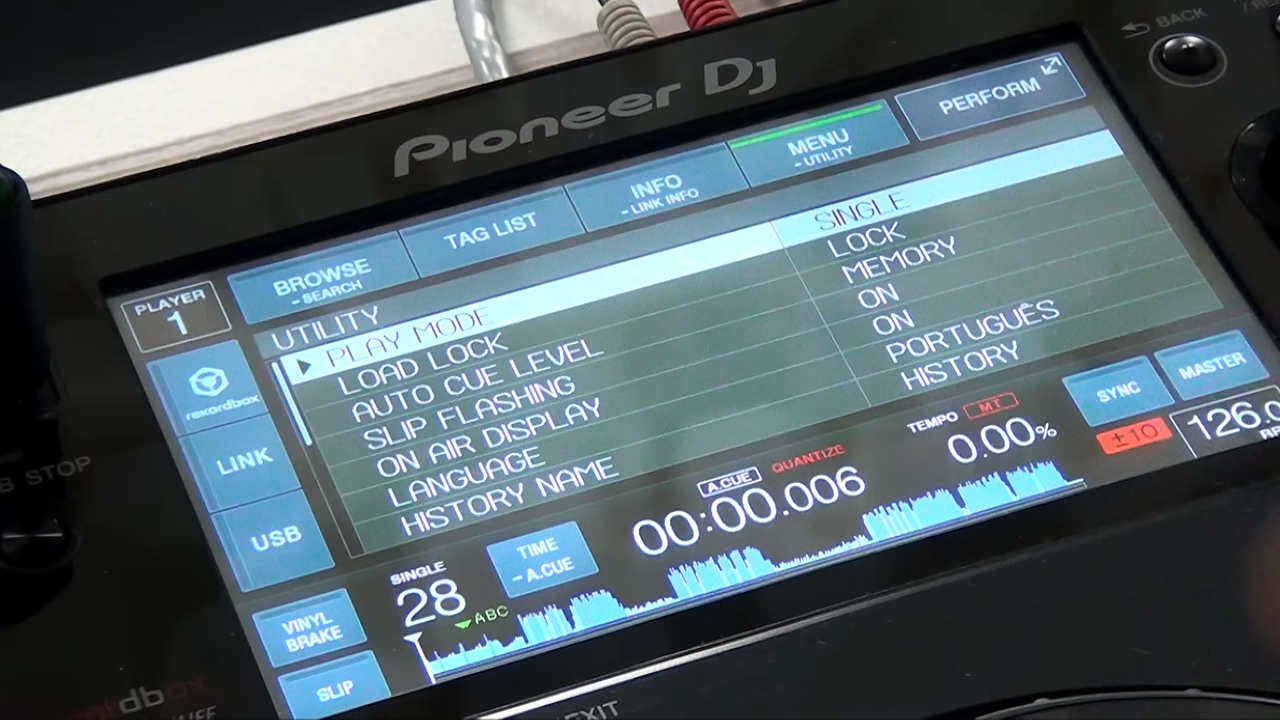 BACK
Pioneer Dj
PERFORM
MENU
- UTILITY
INFO
- LINK INFO
TAG LIST
BROWSE
- SEARCH
PLAYER
1
UTILITY
PLAY MODE SINGLE
LOAD LOCK LOCK
AUTO CUE LEVEL MEMORY
SLIP FLASHING ON
ON AIR DISPLAY ON
LANGUAGE PORTUGUÊS
HISTORY NAME HISTORY
rekordbox
LINK
USB
STOP
SYNC
MASTER
TEMPO MT
0.00%
±10
126.0
A.CUE QUANTIZE
00:00.006
TIME
- A.CUE
SINGLE
28
ABC
VINYL
BRAKE
SLIP
EXIT